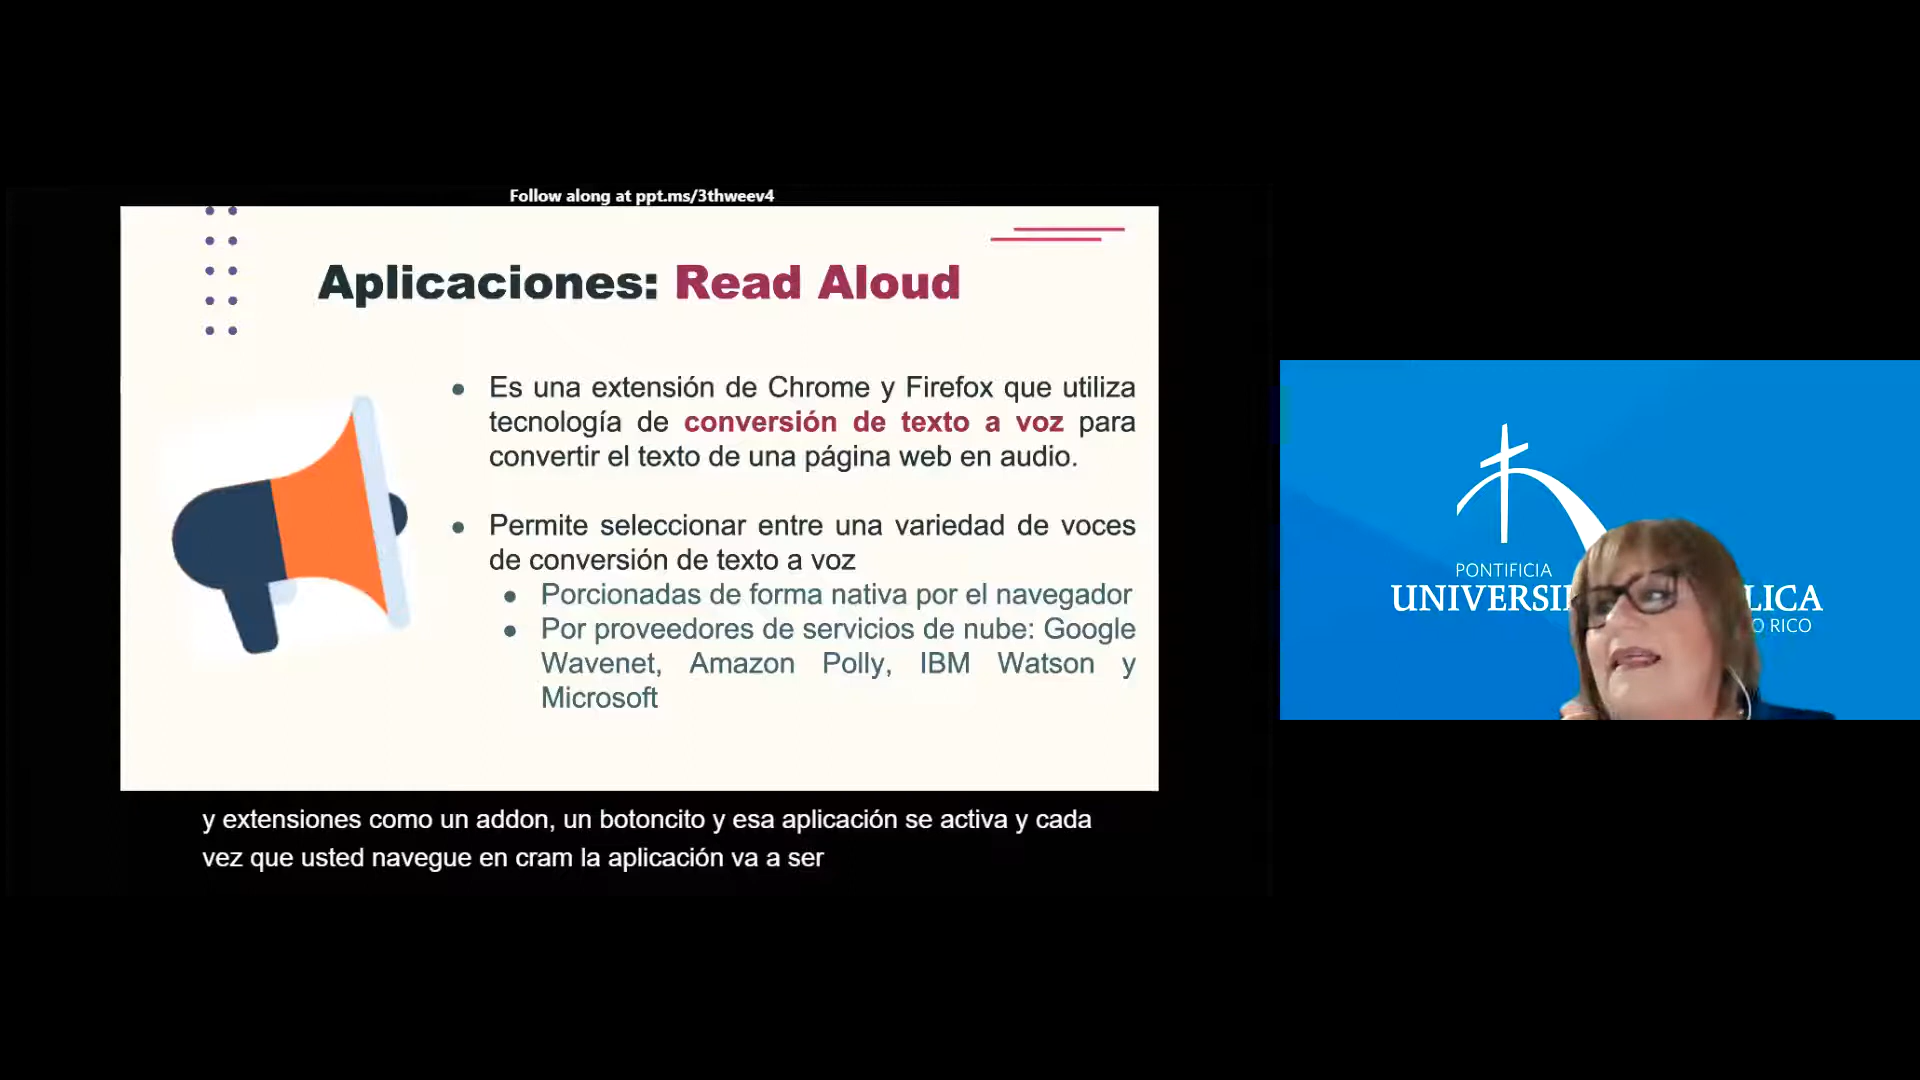 Follow along at ppt.ms/3thweev4
Aplicaciones: Read Aloud
Es una extensión de Chrome y Firefox que utiliza
tecnología de conversión de texto a voz para
convertir el texto de una página web en audio.
Permite seleccionar entre una variedad de voces
de conversión de texto a voz
Porcionadas de forma nativa por el navegador
Por proveedores de servicios de nube: Google
Wavenet, Amazon Polly, IBM Watson y
Microsoft
y extensiones como un addon, un botoncito y esa aplicación se activa y cada
vez que usted navegue en cram la aplicación va a ser
PONTIFICIA